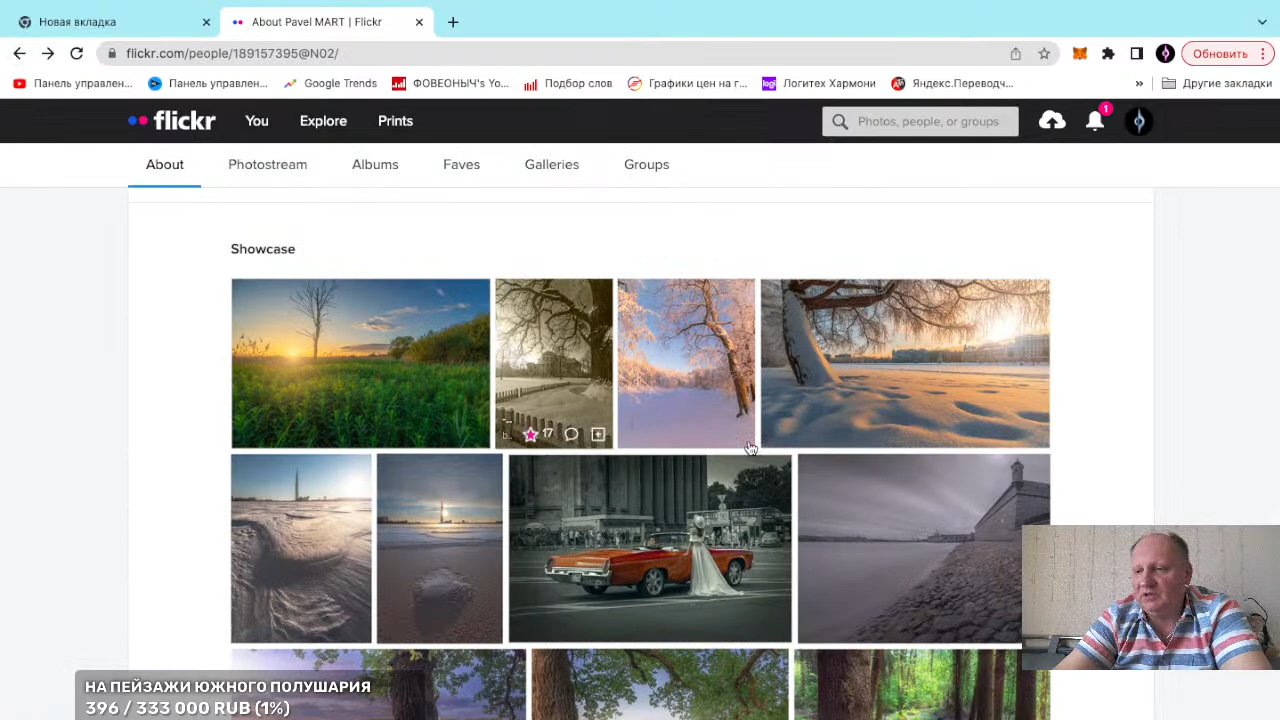 Новая вкладка
About Pavel MART | Flickr
flickr.com/people/189157395@N02/
Обновить
Панель управлен...
Панель управлен...
Google Trends
ФОВЕОНЫЧ's Yo...
Подбор слов
Графики цен на г...
Логитех Хармони
Яндекс.Переводч...
»
Другие закладки
flickr
You
Explore
Prints
Photos, people, or groups
1
About
Photostream
Albums
Faves
Galleries
Groups
Showcase
17
НА ПЕЙЗАЖИ ЮЖНОГО ПОЛУШАРИЯ
396 / 333 000 RUB (1%)